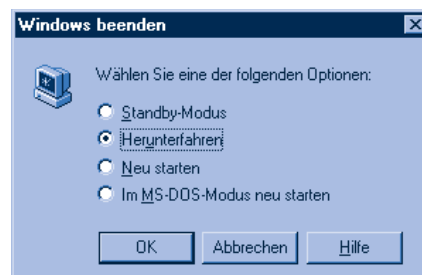 Windows beenden
Wählen Sie eine der folgenden Optionen:
Standby-Modus
Herunterfahren
Neu starten
Im MS-DOS-Modus neu starten
OK
Abbrechen
Hilfe